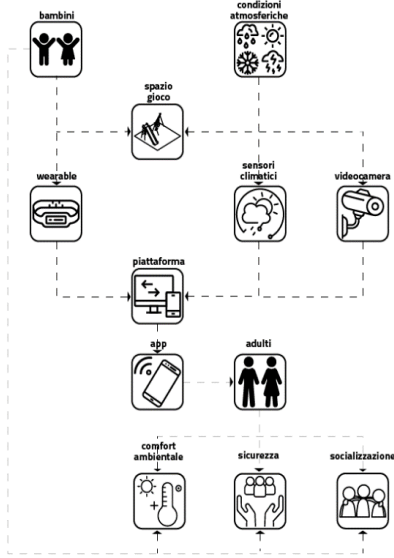 bambini
condizioni
atmosferiche
spazio
gioco
wearable
sensori
climatici
videocamera
piattaforma
app
adulti
comfort
ambientale
sicurezza
socializzazione